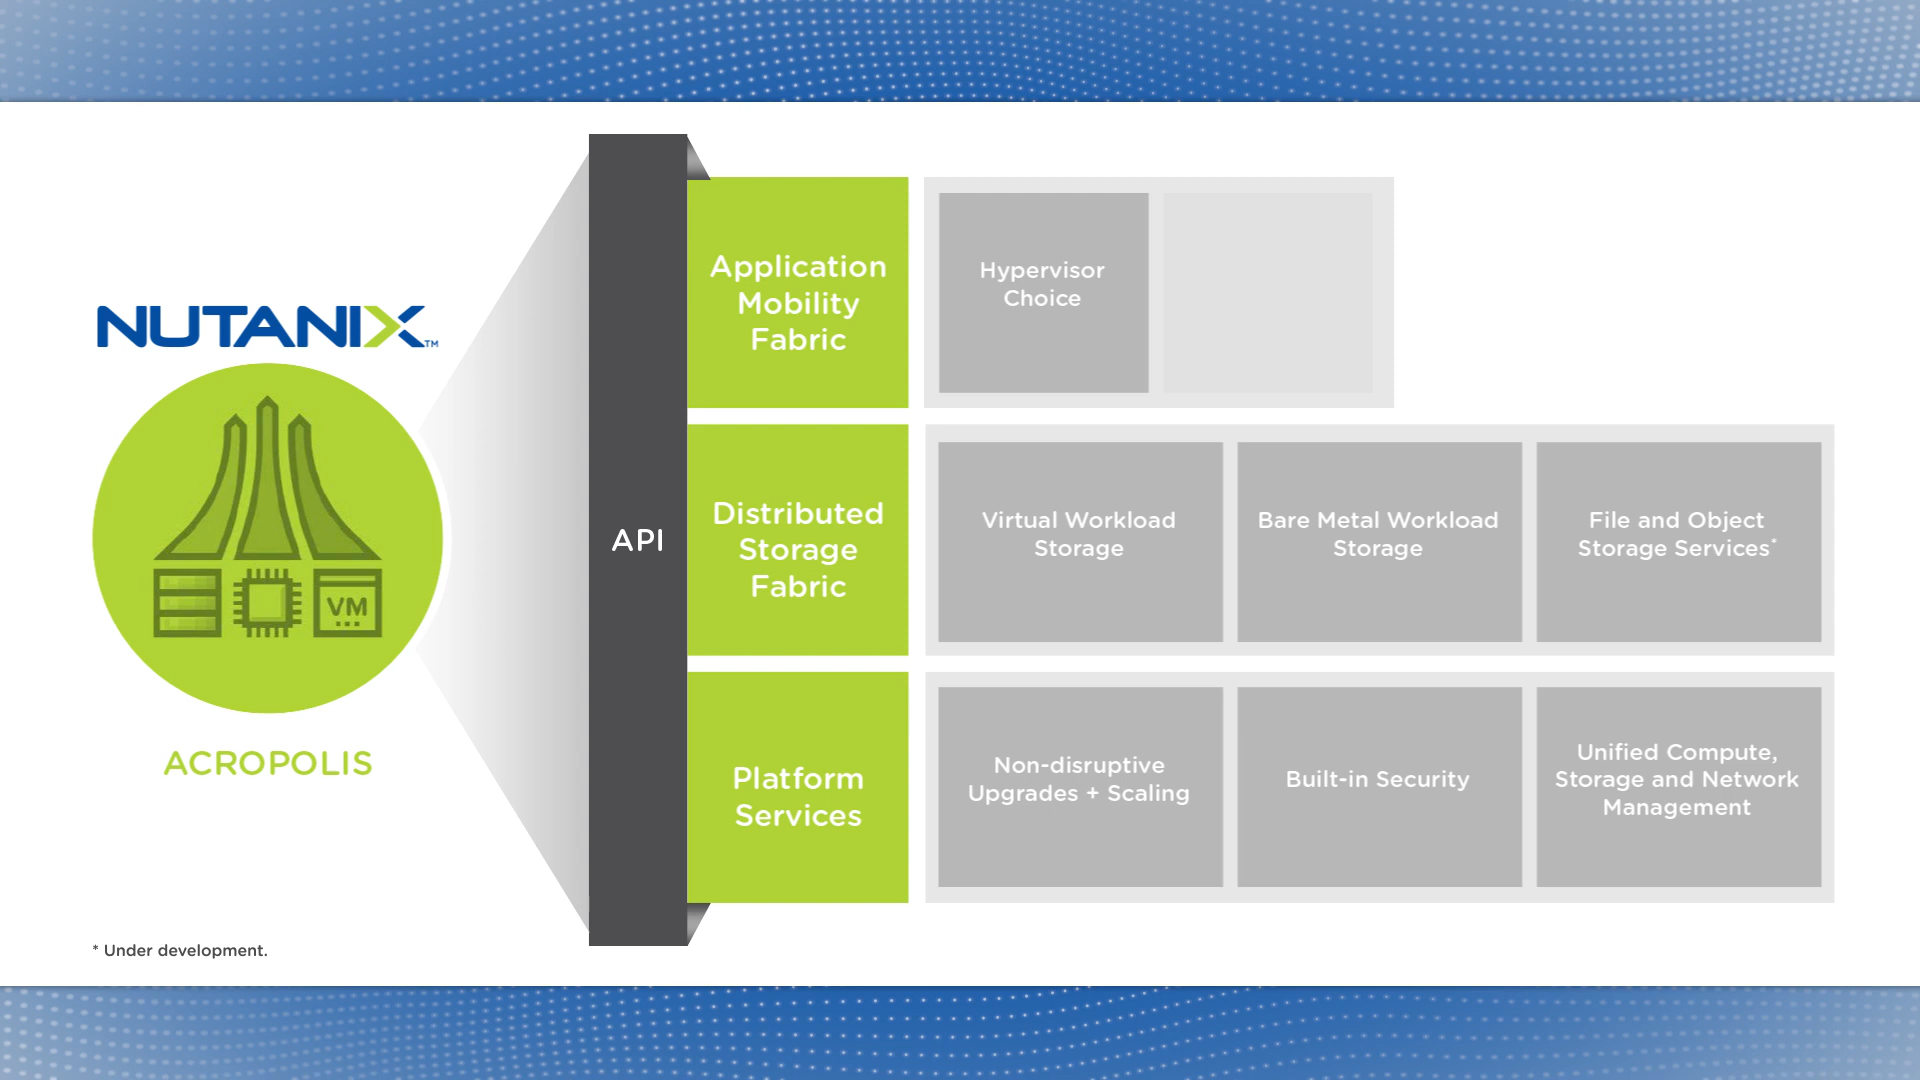 NUTANIX™
VM
ACROPOLIS
* Under development.
API
Application
Mobility
Fabric
Hypervisor
Choice
Distributed
Storage
Fabric
Virtual Workload
Storage
Bare Metal Workload
Storage
File and Object
Storage Services*
Platform
Services
Non-disruptive
Upgrades + Scaling
Built-in Security
Unified Compute,
Storage and Network
Management